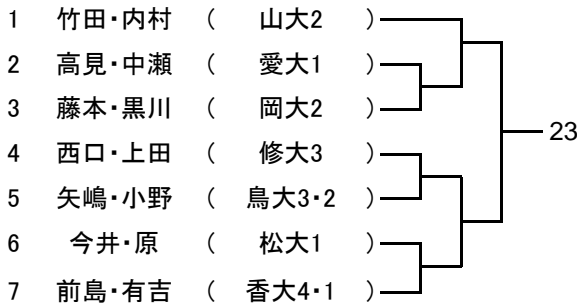 1 竹田・内村 ( 山大2 )
2 高見・中瀬 ( 愛大1 )
3 藤本・黒川 ( 岡大2 )
4 西口・上田 ( 修大3 )
23
5 矢嶋・小野 ( 鳥大3・2 )
6 今井・原 ( 松大1 )
7 前島・有吉 ( 香大4・1 )